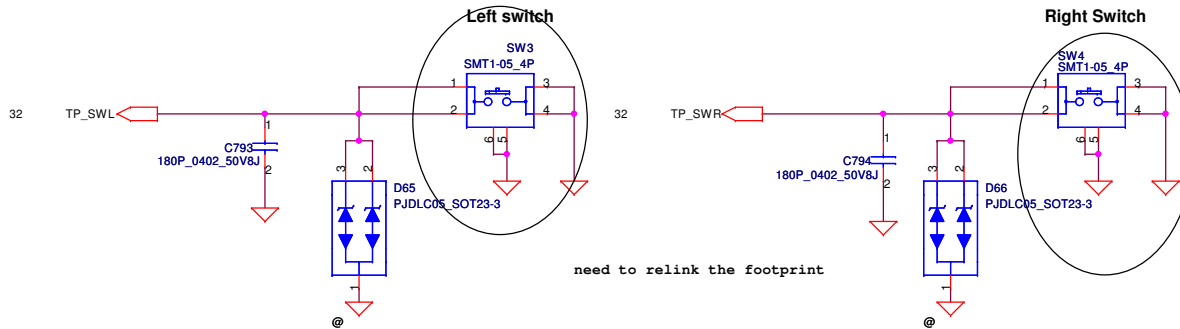 Left switch
SW3
SMT1-05_4P
1
2
3
4
6
5
32
TP_SWL
1
C793
180P_0402_50V8J
2
3
2
D65
PJDLC05_SOT23-3
1
@
need to relink the footprint
Right Switch
SW4
SMT1-05_4P
1
2
3
4
6
5
32
TP_SWR
1
C794
180P_0402_50V8J
2
3
2
D66
PJDLC05_SOT23-3
1
@